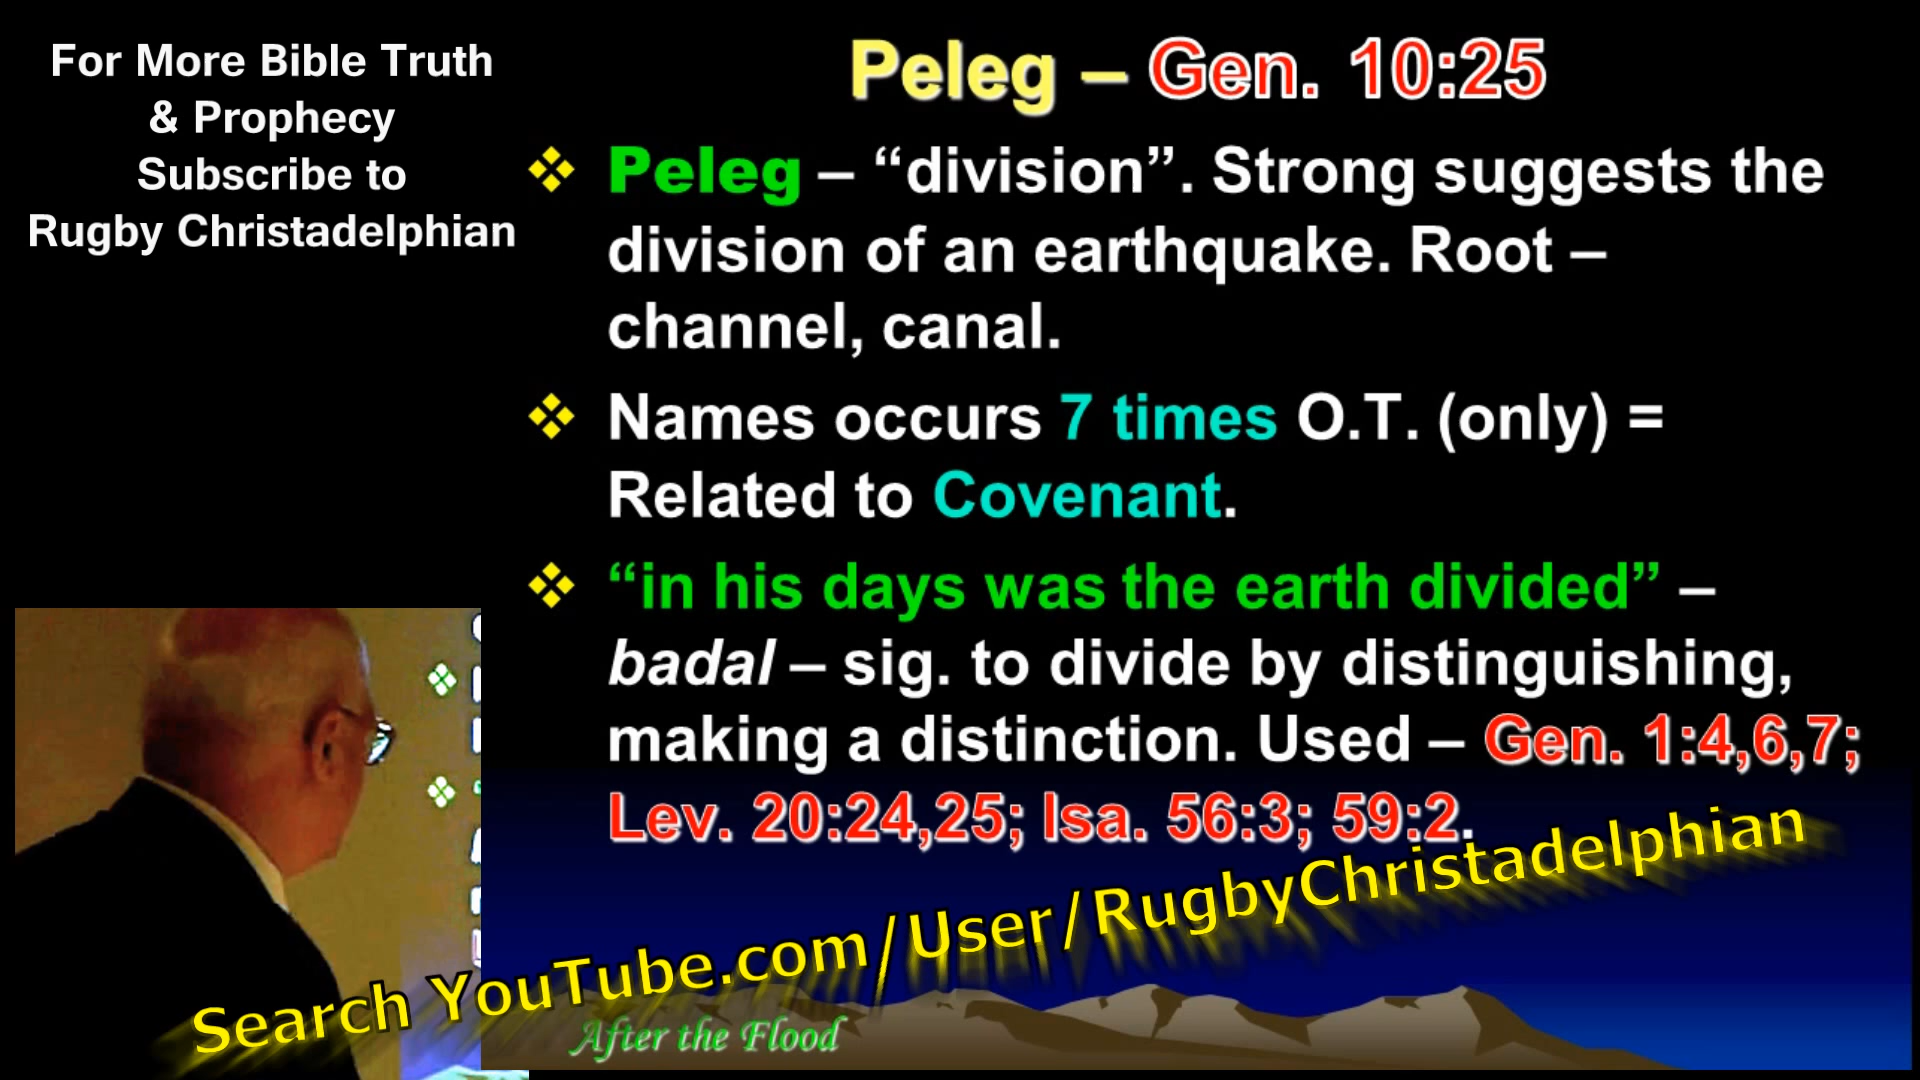 For More Bible Truth
& Prophecy
Subscribe to
Rugby Christadelphian
Peleg – Gen. 10:25
Peleg – “division”. Strong suggests the
division of an earthquake. Root –
channel, canal.
Names occurs 7 times O.T. (only) =
Related to Covenant.
“in his days was the earth divided” –
badal – sig. to divide by distinguishing,
making a distinction. Used – Gen. 1:4,6,7;
Lev. 20:24,25; Isa. 56:3; 59:2.
Search YouTube.com/User/RugbyChristadelphian
After the Flood